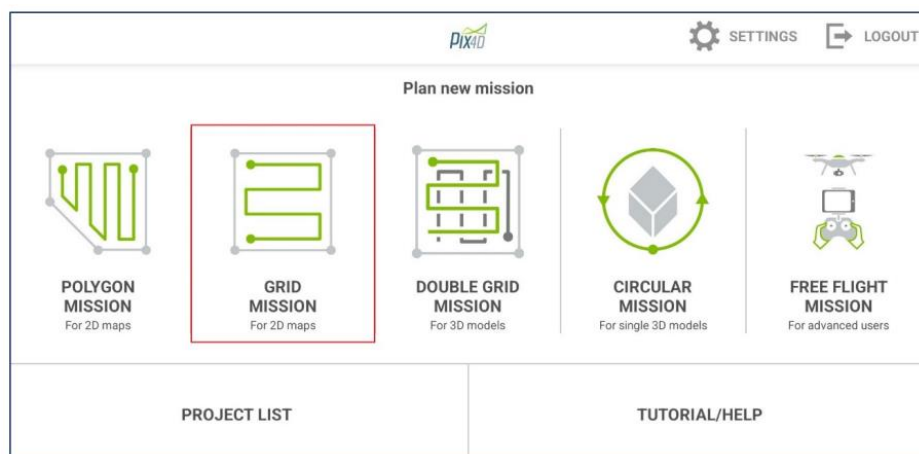 PIX4D
SETTINGS
LOGOUT
Plan new mission
POLYGON
MISSION
For 2D maps
GRID
MISSION
For 2D maps
DOUBLE GRID
MISSION
For 3D models
CIRCULAR
MISSION
For single 3D models
FREE FLIGHT
MISSION
For advanced users
PROJECT LIST
TUTORIAL/HELP